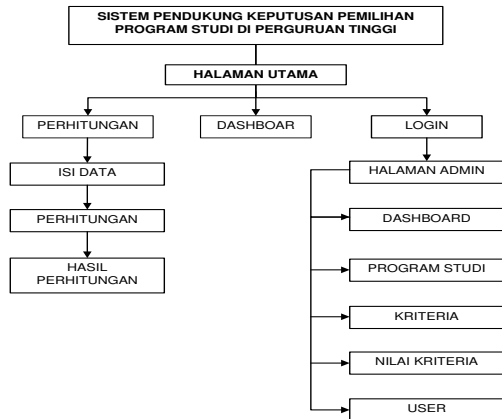 SISTEM PENDUKUNG KEPUTUSAN PEMILIHAN
PROGRAM STUDI DI PERGURUAN TINGGI
HALAMAN UTAMA
PERHITUNGAN
DASHBOAR
LOGIN
ISI DATA
PERHITUNGAN
HASIL
PERHITUNGAN
HALAMAN ADMIN
DASHBOARD
PROGRAM STUDI
KRITERIA
NILAI KRITERIA
USER